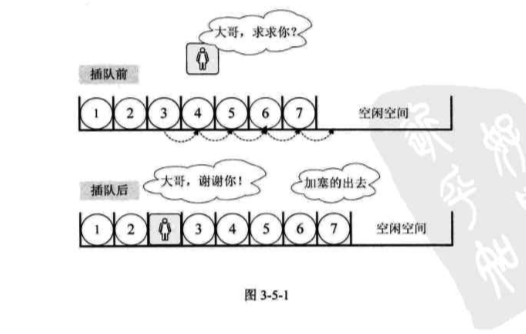 大哥，求求你？
插队前
1 2 3 4 5 6 7 空闲空间
大哥，谢谢你！ 加塞的出去
插队后
1 2 3 4 5 6 7 空闲空间
图 3-5-1